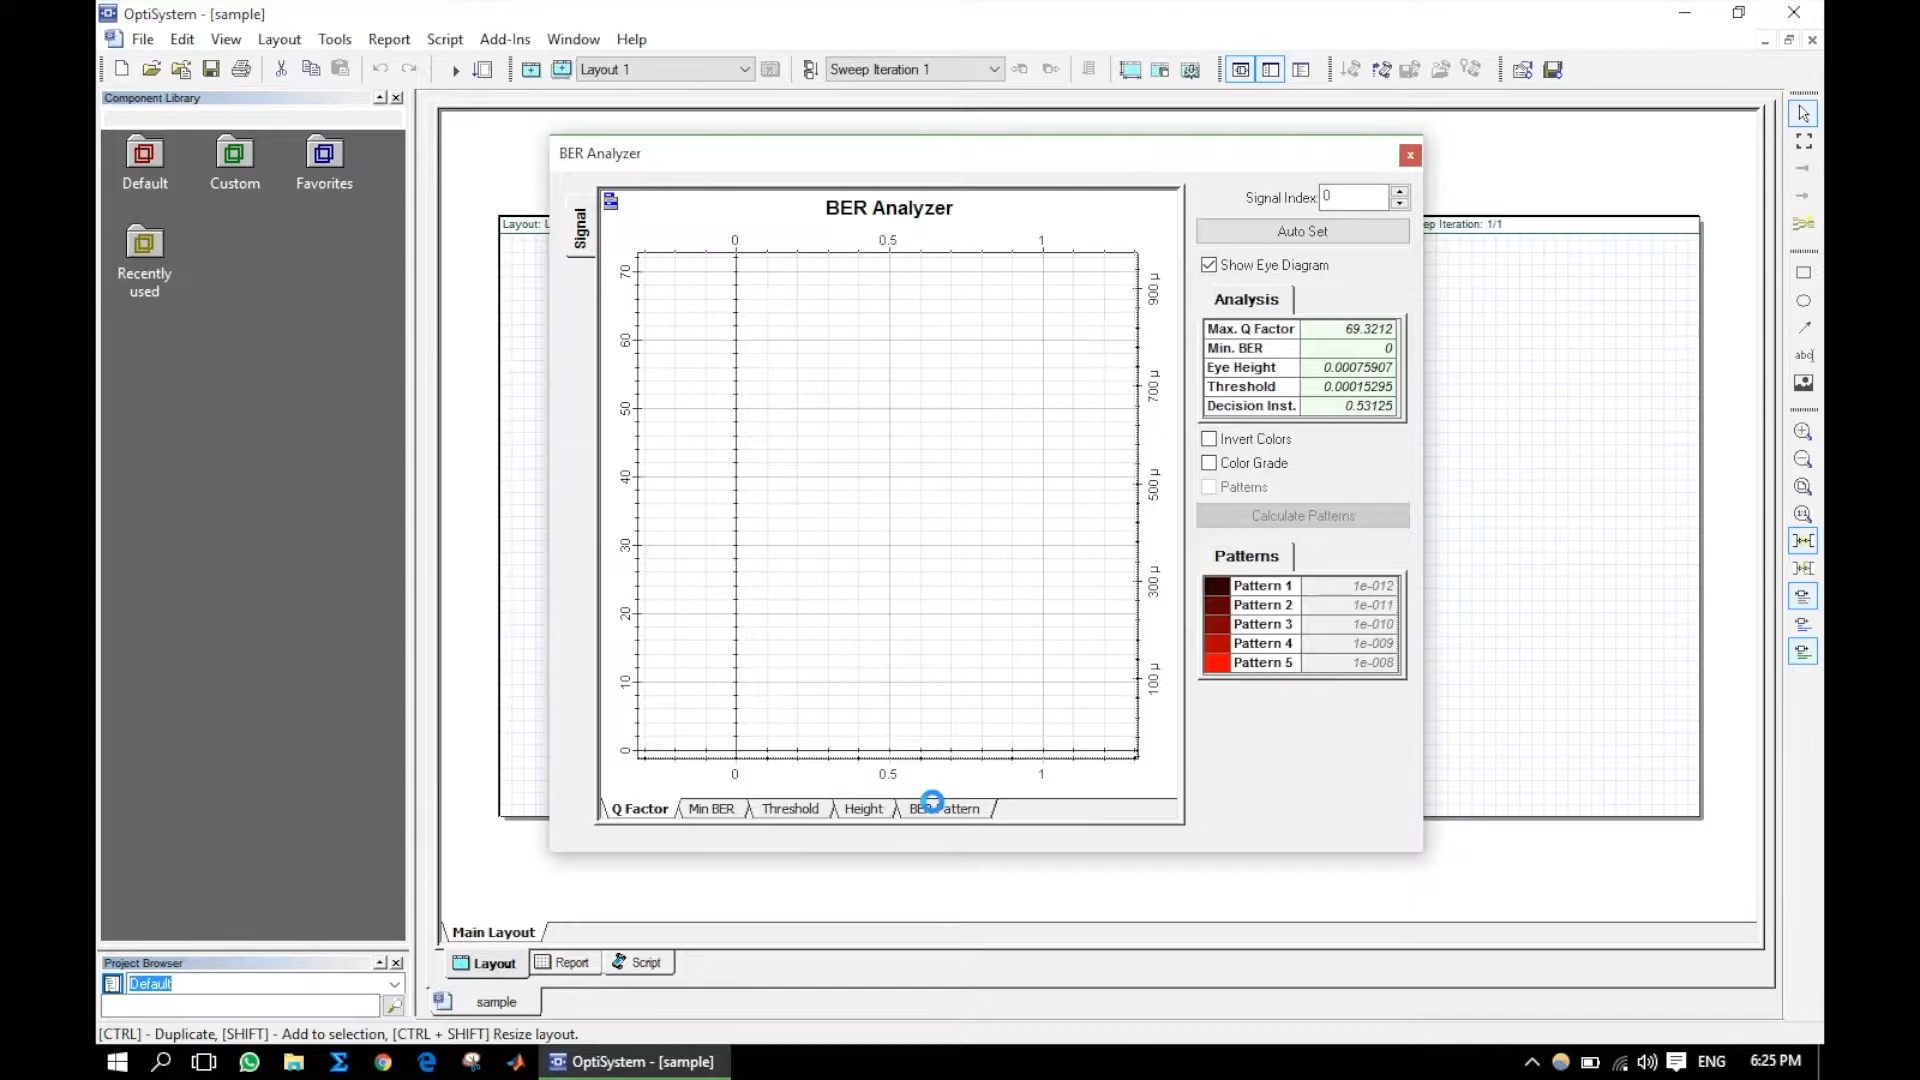 OptiSystem - [sample]
File Edit View Layout Tools Report Script Add-Ins Window Help
Layout 1
Sweep Iteration 1
Component Library
Default Custom Favorites
Recently used
Layout: L
ep Iteration: 1/1
BER Analyzer
x
Signal
BER Analyzer
0 0.5 1
70
60
50
40
30
20
10
0
900 µ
700 µ
500 µ
300 µ
100 µ
0 0.5 1
Q Factor Min BER Threshold Height BER Pattern
Signal Index: 0
Auto Set
Show Eye Diagram
Analysis
Max. Q Factor 69.3212
Min. BER 0
Eye Height 0.00075907
Threshold 0.00015295
Decision Inst. 0.53125
Invert Colors
Color Grade
Patterns
Calculate Patterns
Patterns
Pattern 1 1e-012
Pattern 2 1e-011
Pattern 3 1e-010
Pattern 4 1e-009
Pattern 5 1e-008
abc
1:1
Main Layout
Layout Report Script
sample
Project Browser
Default
[CTRL] - Duplicate, [SHIFT] - Add to selection, [CTRL + SHIFT] Resize layout.
OptiSystem - [sample]
ENG 6:25 PM